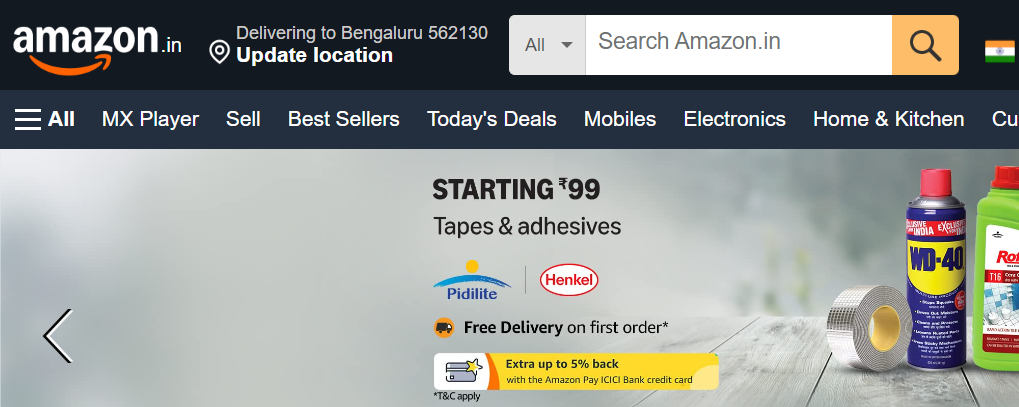 amazon.in
Delivering to Bengaluru 562130
Update location
All
Search Amazon.in
All MX Player Sell Best Sellers Today's Deals Mobiles Electronics Home & Kitchen Cu
STARTING ₹99
Tapes & adhesives
Pidilite
Henkel
Free Delivery on first order*
Extra up to 5% back
with the Amazon Pay ICICI Bank credit card
*T&C apply
WD-40
Rof
T16